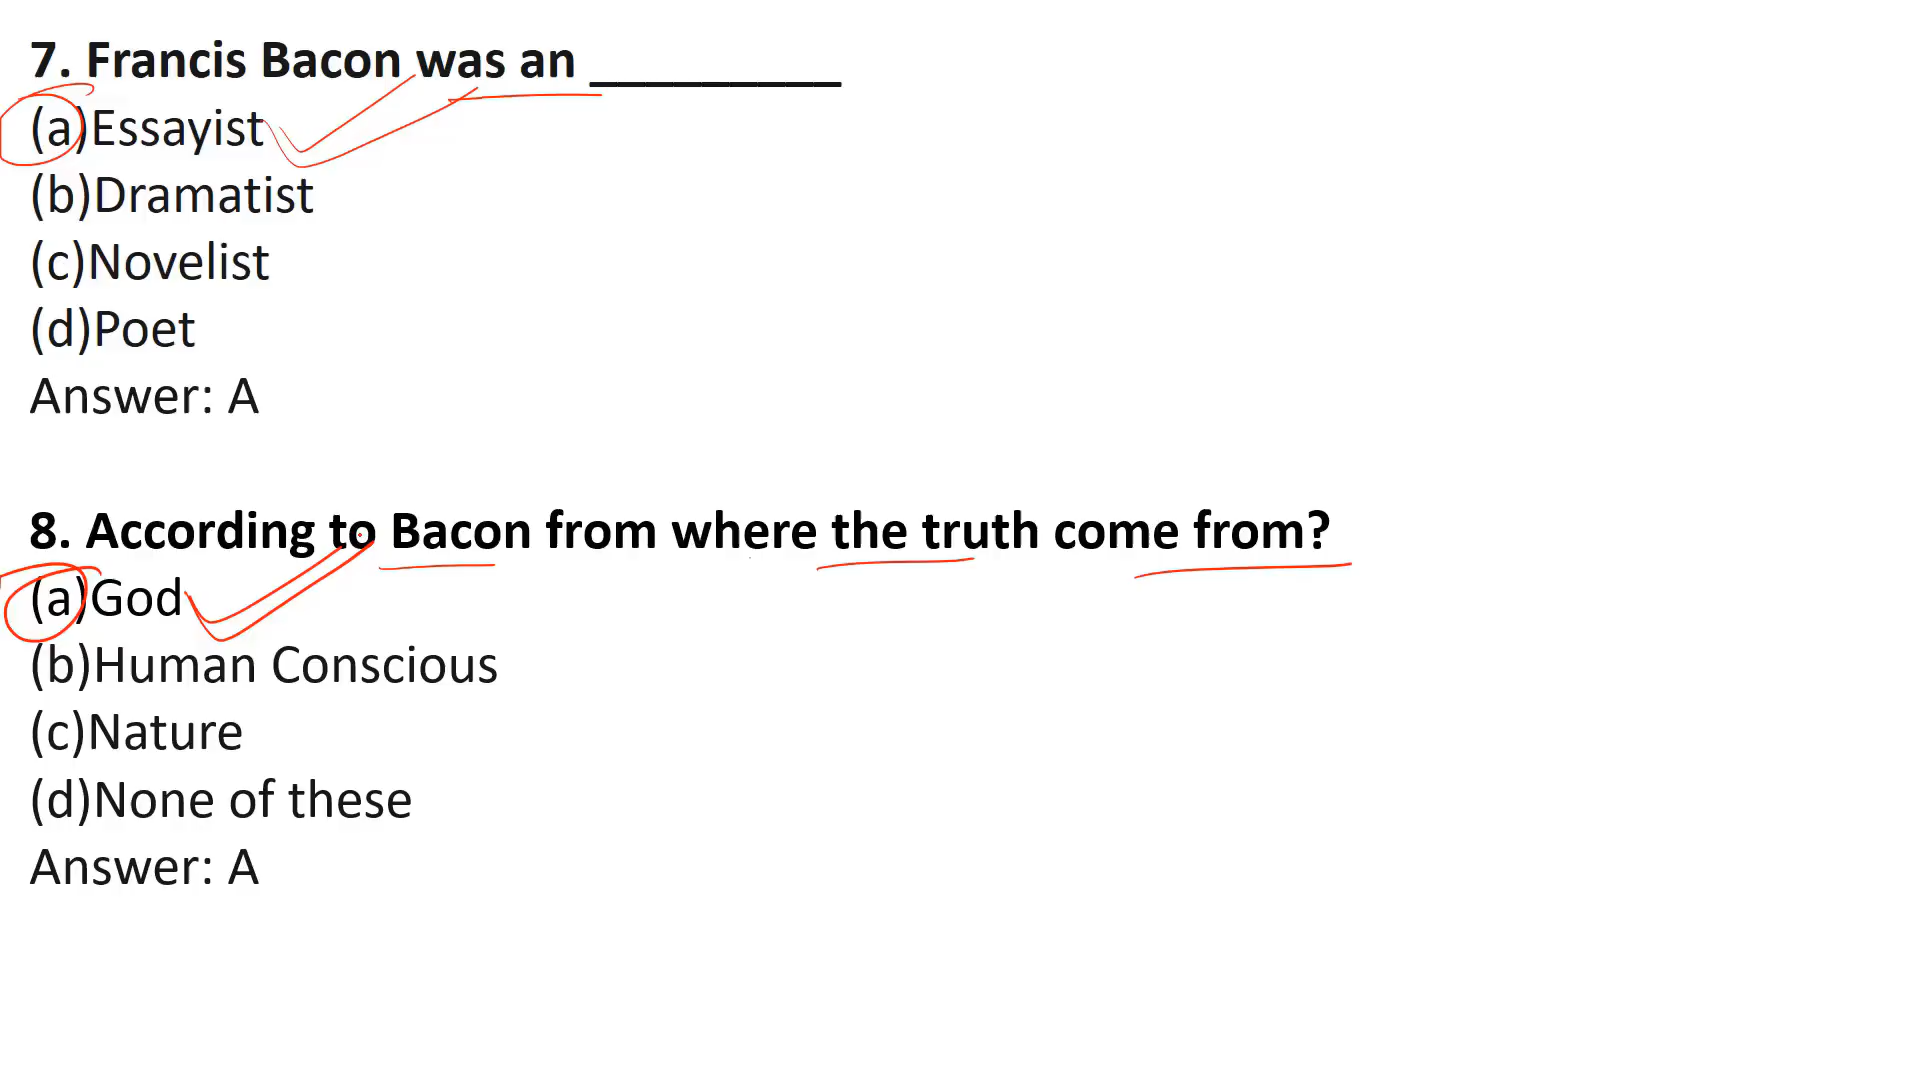 7. Francis Bacon was an __________
(a)Essayist
(b)Dramatist
(c)Novelist
(d)Poet
Answer: A
8. According to Bacon from where the truth come from?
(a)God
(b)Human Conscious
(c)Nature
(d)None of these
Answer: A